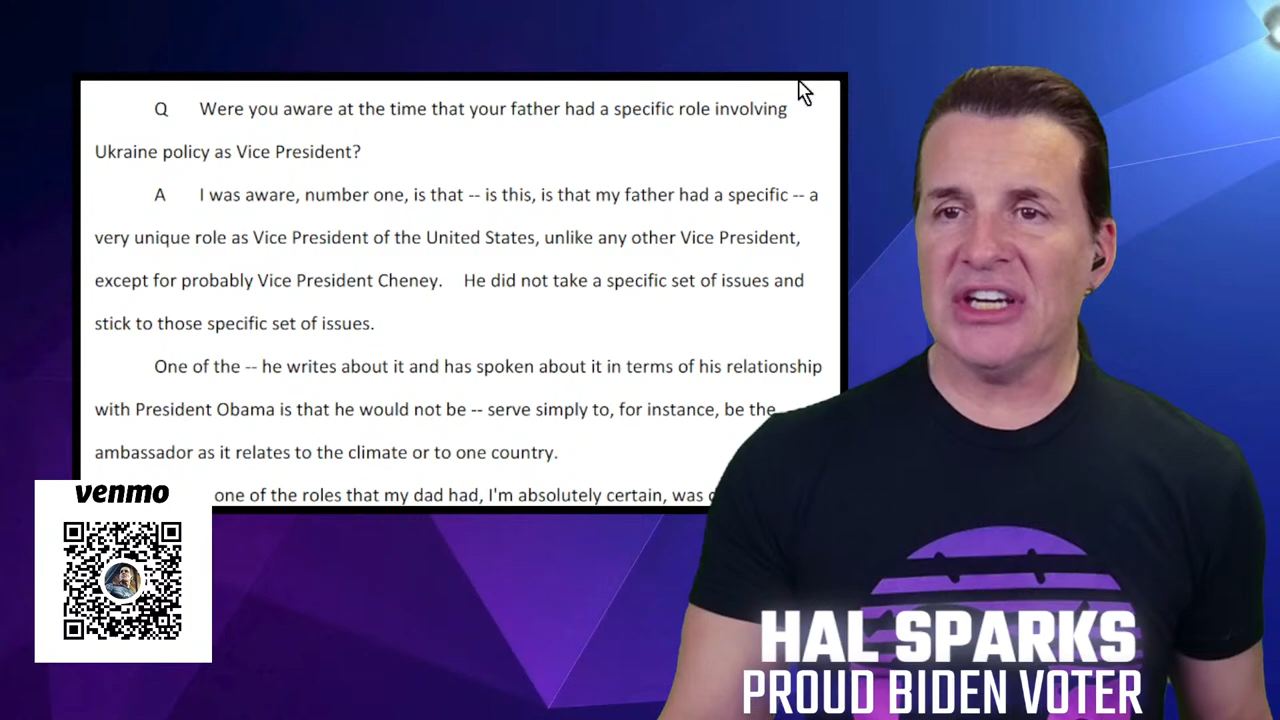 Q Were you aware at the time that your father had a specific role involving
Ukraine policy as Vice President?
A I was aware, number one, is that -- is this, is that my father had a specific -- a
very unique role as Vice President of the United States, unlike any other Vice President,
except for probably Vice President Cheney. He did not take a specific set of issues and
stick to those specific set of issues.
One of the -- he writes about it and has spoken about it in terms of his relationship
with President Obama is that he would not be -- serve simply to, for instance, be the
ambassador as it relates to the climate or to one country.
one of the roles that my dad had, I'm absolutely certain, was
venmo
HAL SPARKS
PROUD BIDEN VOTER